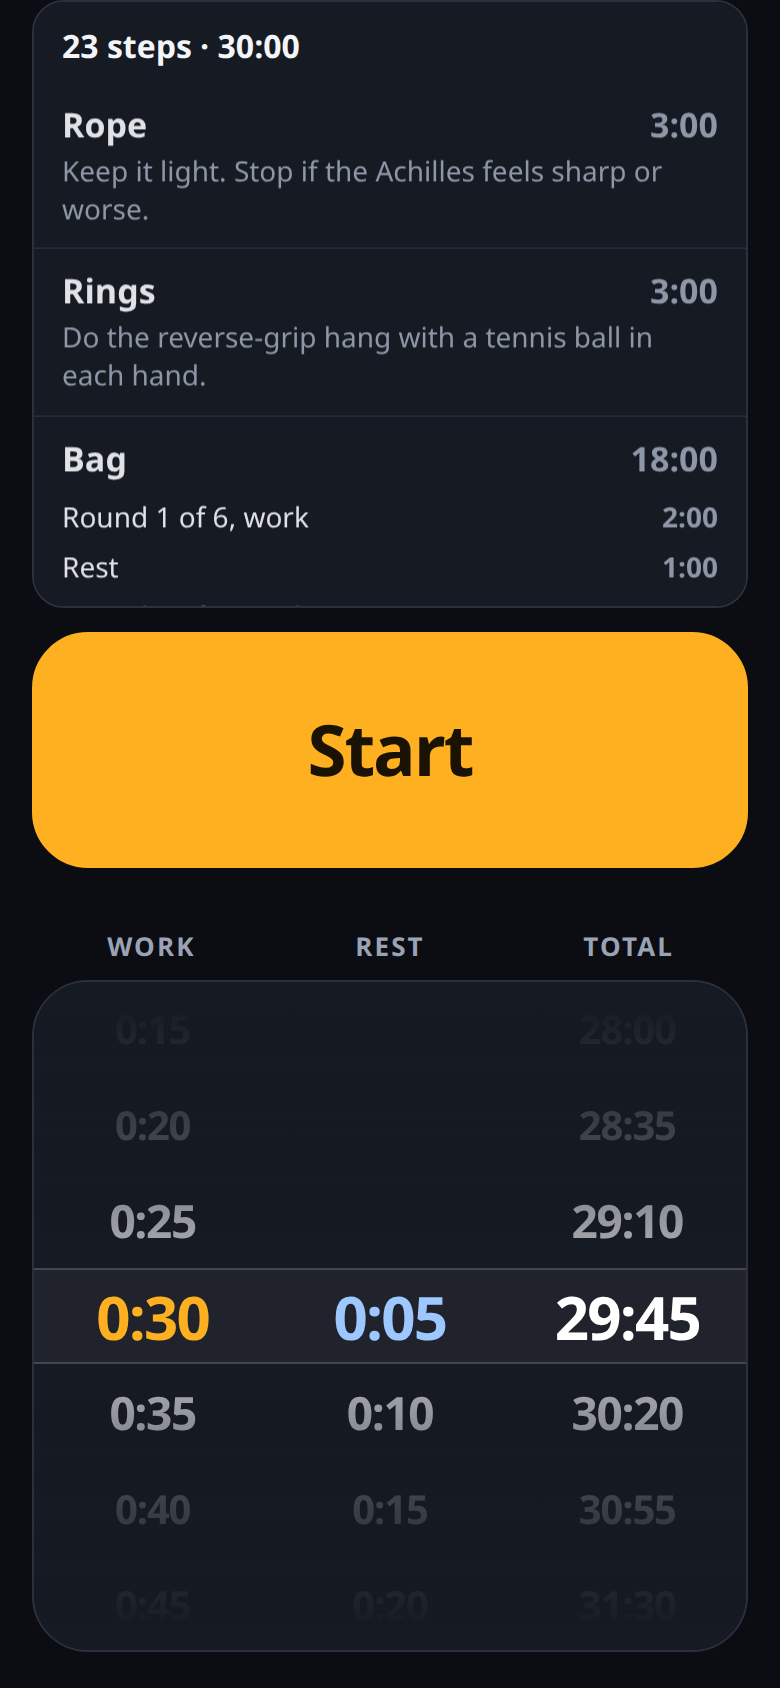 23 steps · 30:00
Rope 3:00
Keep it light. Stop if the Achilles feels sharp or
worse.
Rings 3:00
Do the reverse-grip hang with a tennis ball in
each hand.
Bag 18:00
Round 1 of 6, work 2:00
Rest 1:00
Start
WORK REST TOTAL
0:15 28:00
0:20 28:35
0:25 29:10
0:30 0:05 29:45
0:35 0:10 30:20
0:40 0:15 30:55
0:45 0:20 31:30